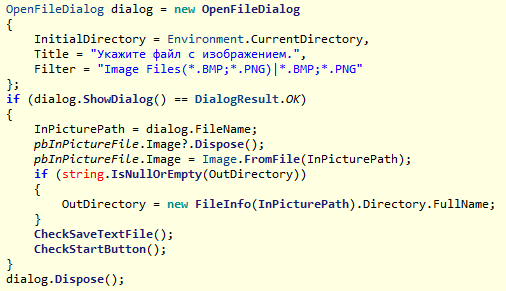 OpenFileDialog dialog = new OpenFileDialog
{
    InitialDirectory = Environment.CurrentDirectory,
    Title = "Укажите файл с изображением.",
    Filter = "Image Files(*.BMP;*.PNG)|*.BMP;*.PNG"
};
if (dialog.ShowDialog() == DialogResult.OK)
{
    InPicturePath = dialog.FileName;
    pbInPictureFile.Image?.Dispose();
    pbInPictureFile.Image = Image.FromFile(InPicturePath);
    if (string.IsNullOrEmpty(OutDirectory))
    {
        OutDirectory = new FileInfo(InPicturePath).Directory.FullName;
    }
    CheckSaveTextFile();
    CheckStartButton();
}
dialog.Dispose();